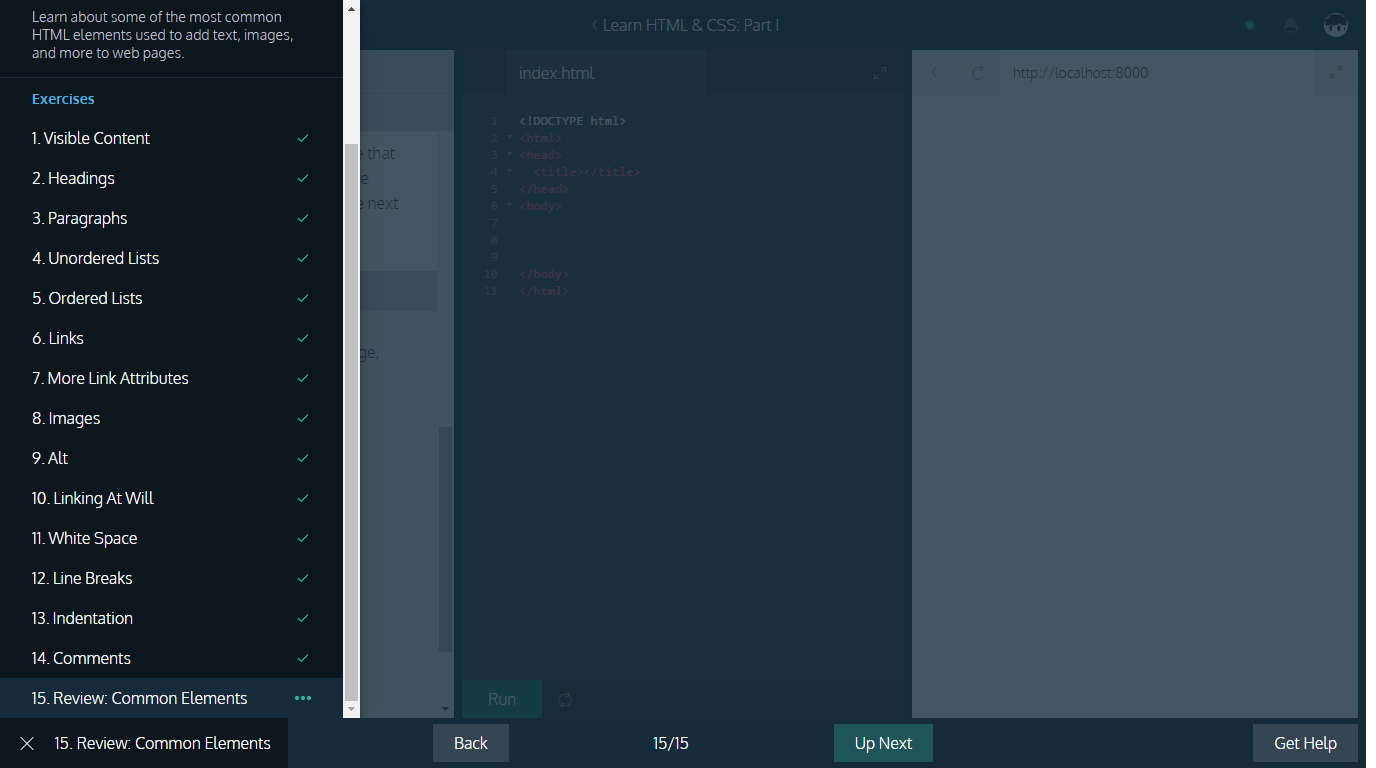 Learn about some of the most common
HTML elements used to add text, images,
and more to web pages.
Exercises
1. Visible Content
2. Headings
3. Paragraphs
4. Unordered Lists
5. Ordered Lists
6. Links
7. More Link Attributes
8. Images
9. Alt
10. Linking At Will
11. White Space
12. Line Breaks
13. Indentation
14. Comments
15. Review: Common Elements
15. Review: Common Elements
Learn HTML & CSS: Part I
that
next
index.html
1 <!DOCTYPE html>
2 <html>
3 <head>
4 <title></title>
5 </head>
6 <body>
7
8
9
10 </body>
11 </html>
Run
http://localhost:8000
Back
15/15
Up Next
Get Help